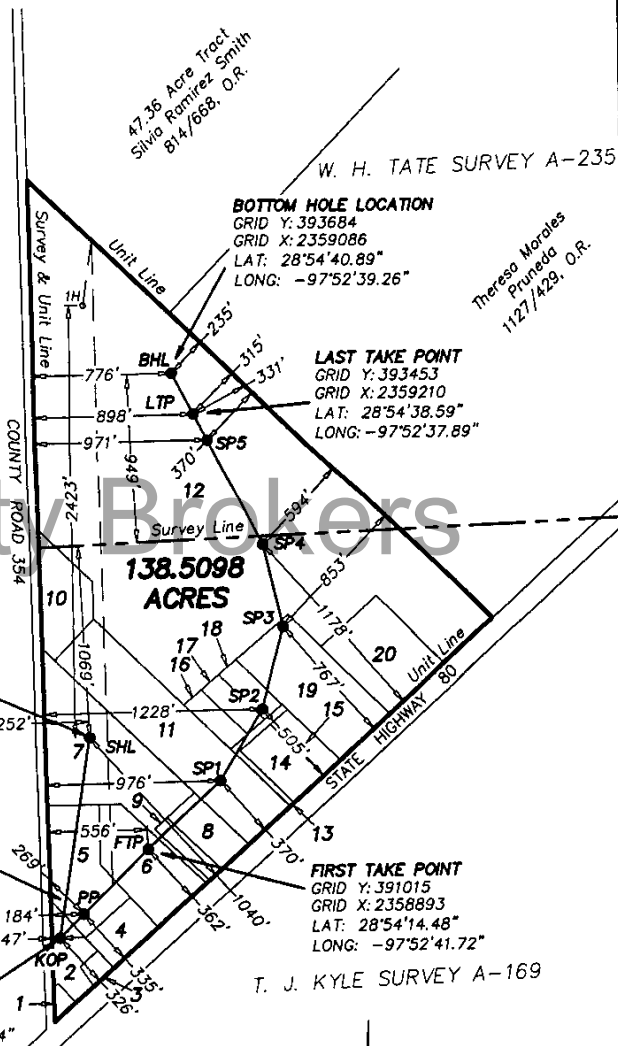 47.36 Acre Tract
Silvia Ramirez Smith
814/668, O.R.
W. H. TATE SURVEY A-235
BOTTOM HOLE LOCATION
GRID Y: 393684
GRID X: 2359086
LAT: 28°54'40.89"
LONG: -97°52'39.26"
Theresa Morales
Pruneda
1127/429, O.R.
Survey & Unit Line
Unit Line
1H
235'
315'
331'
BHL
776'
LAST TAKE POINT
GRID Y: 393453
GRID X: 2359210
LAT: 28°54'38.59"
LONG: -97°52'37.89"
LTP
898'
971'
SP5
370'
949'
COUNTY ROAD 354
2423'
12
594'
ty Brokers
Survey Line
SP4
138.5098
ACRES
853'
10
1178'
SP3
18
17
16
767'
20
Unit Line
1069'
SP2
19
STATE HIGHWAY 80
1228'
11
15
252'
505'
7
SHL
SP1
14
976'
9
13
556'
8
FTP
5
6
370'
269'
1040'
FIRST TAKE POINT
GRID Y: 391015
GRID X: 2358893
LAT: 28°54'14.48"
LONG: -97°52'41.72"
PP
184'
362'
4
47'
KOP
335'
2
3
326'
T. J. KYLE SURVEY A-169
1
4"